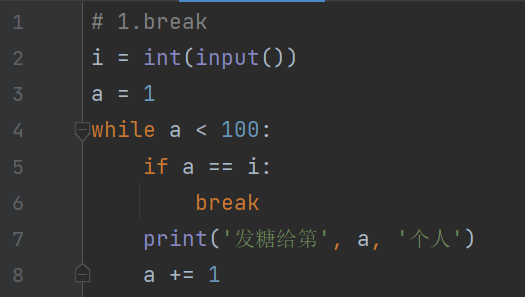 1 # 1.break
2 i = int(input())
3 a = 1
4 while a < 100:
5     if a == i:
6         break
7     print('发糖给第', a, '个人')
8     a += 1